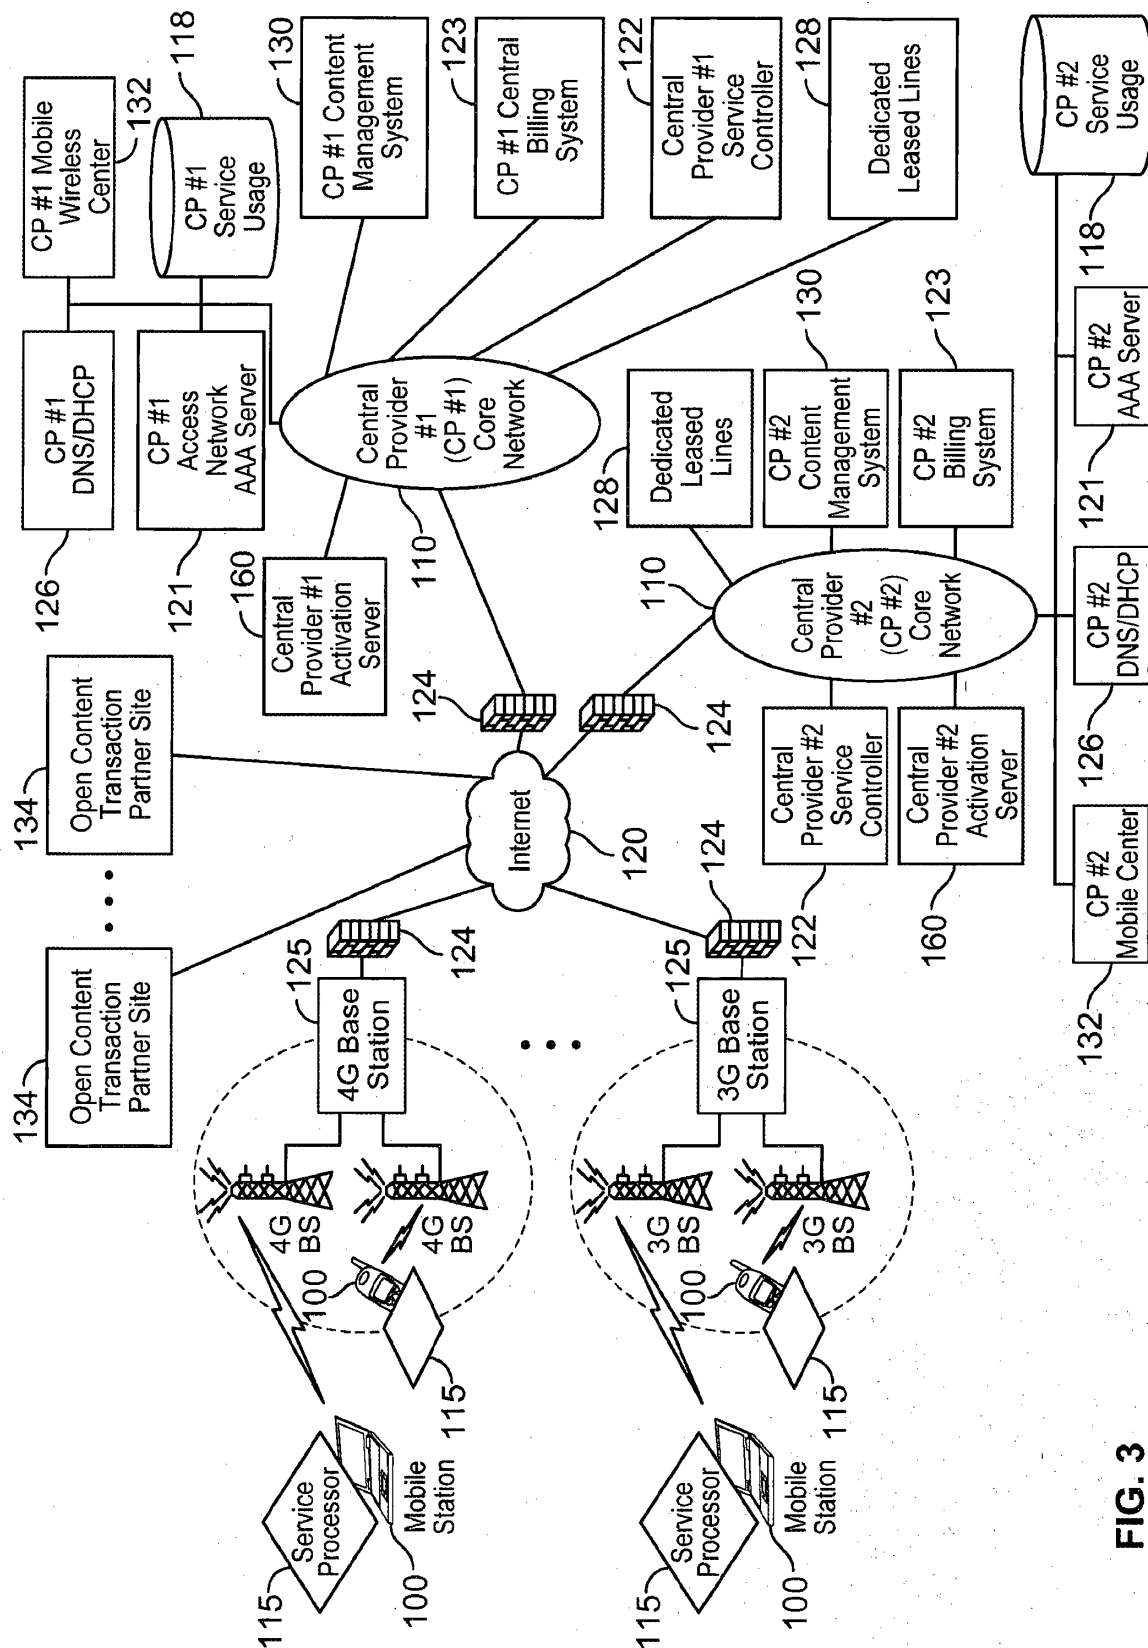 134
Open Content
Transaction
Partner Site
134
Open Content
Transaction
Partner Site
126
CP #1
DNS/DHCP
CP #1 Mobile
Wireless
Center
132
121
CP #1
Access
Network
AAA Server
CP #1
Service
Usage
118
160
Central
Provider #1
Activation
Server
110
Central
Provider
#1
(CP #1)
Core
Network
CP #1 Content
Management
System
130
CP #1 Central
Billing
System
123
Central
Provider #1
Service
Controller
122
Dedicated
Leased Lines
128
115
Service
Processor
100
Mobile
Station
115
100
4G
BS
4G
BS
4G Base
Station
125
124
Internet
120
124
124
115
Service
Processor
100
Mobile
Station
115
100
3G
BS
3G
BS
3G Base
Station
125
124
110
Central
Provider
#2
(CP #2)
Core
Network
128
Dedicated
Leased
Lines
CP #2
Content
Management
System
130
CP #2
Billing
System
123
122
Central
Provider #2
Service
Controller
160
Central
Provider #2
Activation
Server
132
CP #2
Mobile Center
126
CP #2
DNS/DHCP
121
CP #2
AAA Server
118
CP #2
Service
Usage
FIG. 3